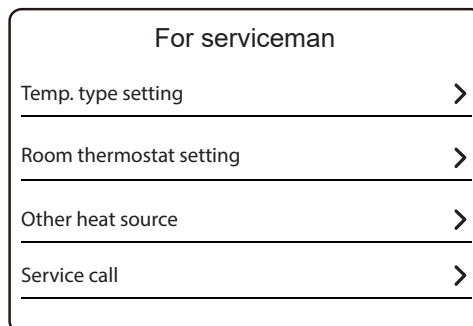 For serviceman
Temp. type setting
Room thermostat setting
Other heat source
Service call